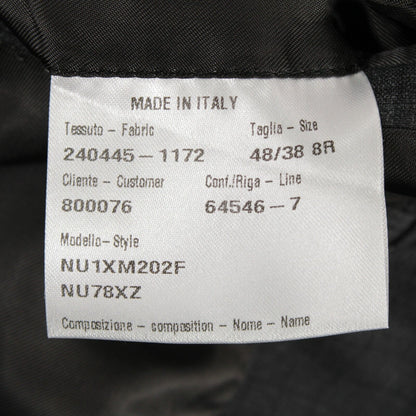 MADE IN ITALY
Tessuto - Fabric Taglia - Size
240445-1172 48/38 8R
Cliente - Customer Conf./Riga - Line
800076 64546-7
Modello-Style
NU1XM202F
NU78XZ
Composizione - composition - Nome - Name